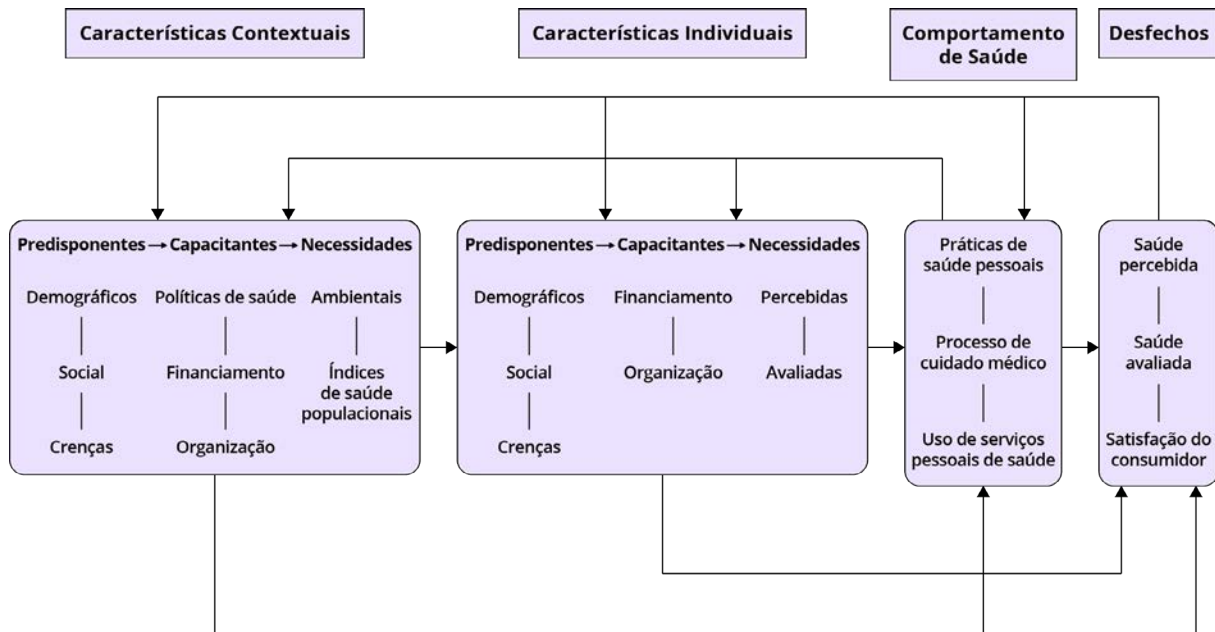 Características Contextuais
Características Individuais
Comportamento
de Saúde
Desfechos
Predisponentes → Capacitantes → Necessidades
Demográficos
Social
Crenças
Políticas de saúde
Financiamento
Organização
Ambientais
Índices
de saúde
populacionais
Predisponentes → Capacitantes → Necessidades
Demográficos
Social
Crenças
Financiamento
Organização
Percebidas
Avaliadas
Práticas de
saúde pessoais
Processo de
cuidado médico
Uso de serviços
pessoais de saúde
Saúde
percebida
Saúde
avaliada
Satisfação do
consumidor